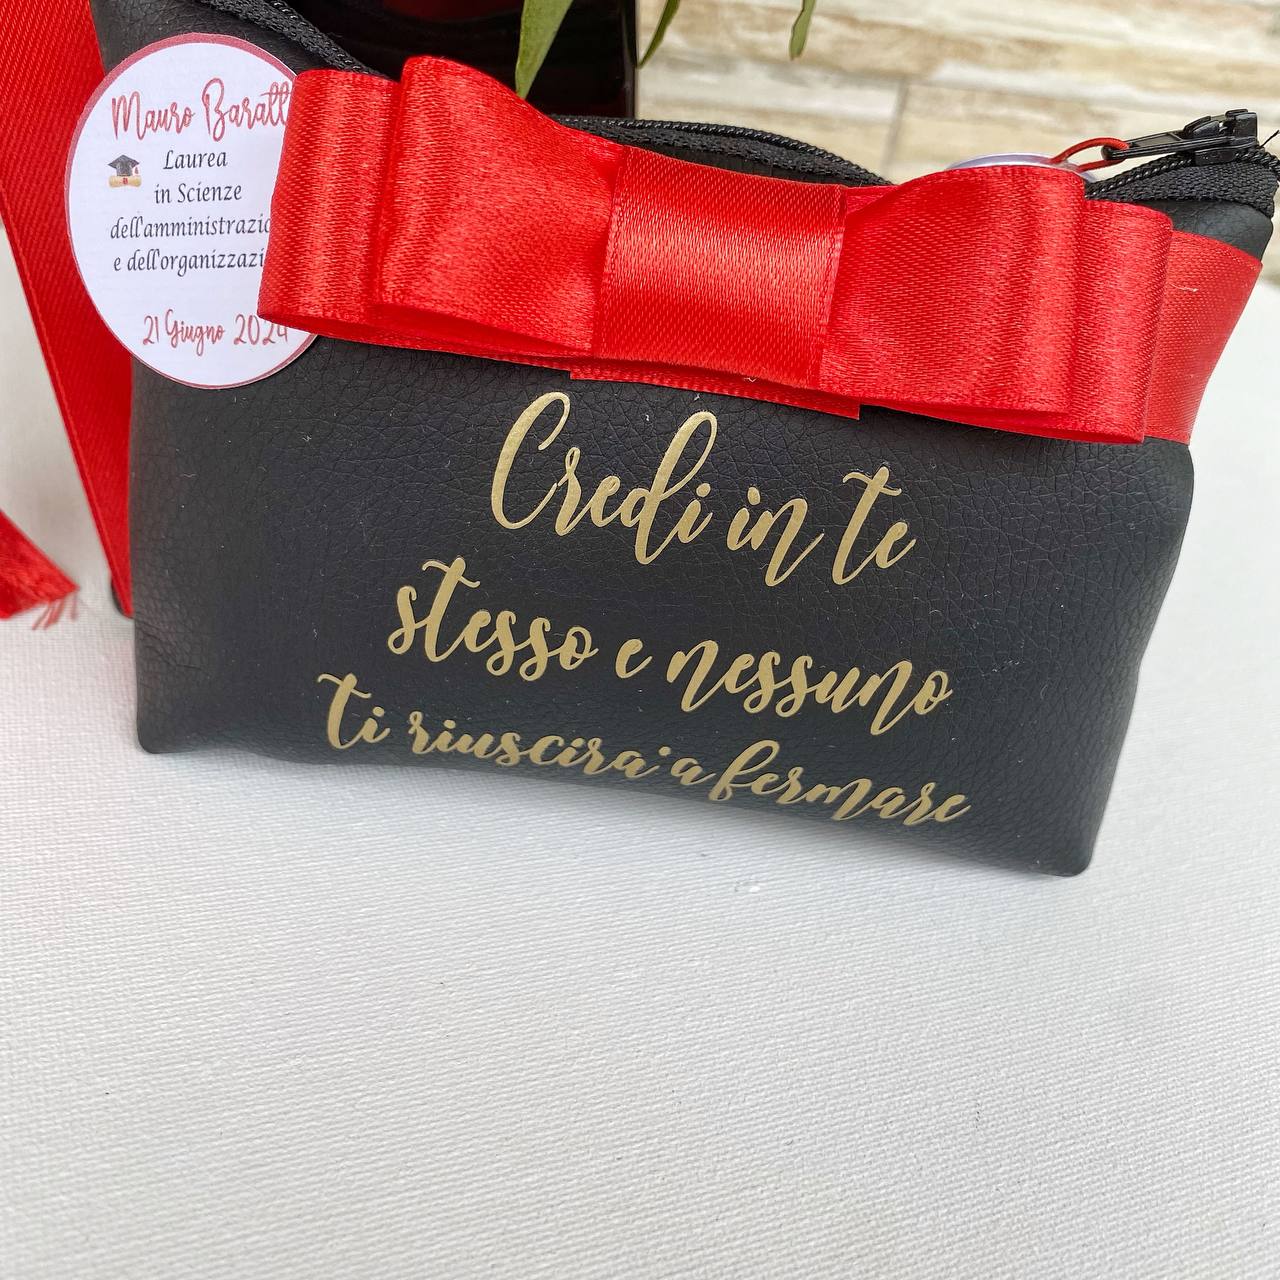 Mauro Baratt
Laurea
in Scienze
dell'amministrazio
e dell'organizzazi
21 Giugno 2024
Credi in te
stesso e nessuno
ti riuscira' a fermare